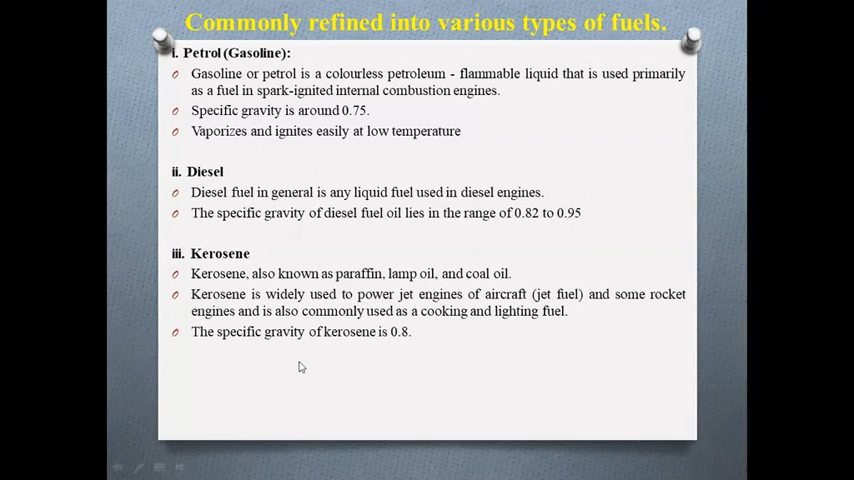 Commonly refined into various types of fuels.
i. Petrol (Gasoline):
Gasoline or petrol is a colourless petroleum - flammable liquid that is used primarily
as a fuel in spark-ignited internal combustion engines.
Specific gravity is around 0.75.
Vaporizes and ignites easily at low temperature
ii. Diesel
Diesel fuel in general is any liquid fuel used in diesel engines.
The specific gravity of diesel fuel oil lies in the range of 0.82 to 0.95
iii. Kerosene
Kerosene, also known as paraffin, lamp oil, and coal oil.
Kerosene is widely used to power jet engines of aircraft (jet fuel) and some rocket
engines and is also commonly used as a cooking and lighting fuel.
The specific gravity of kerosene is 0.8.